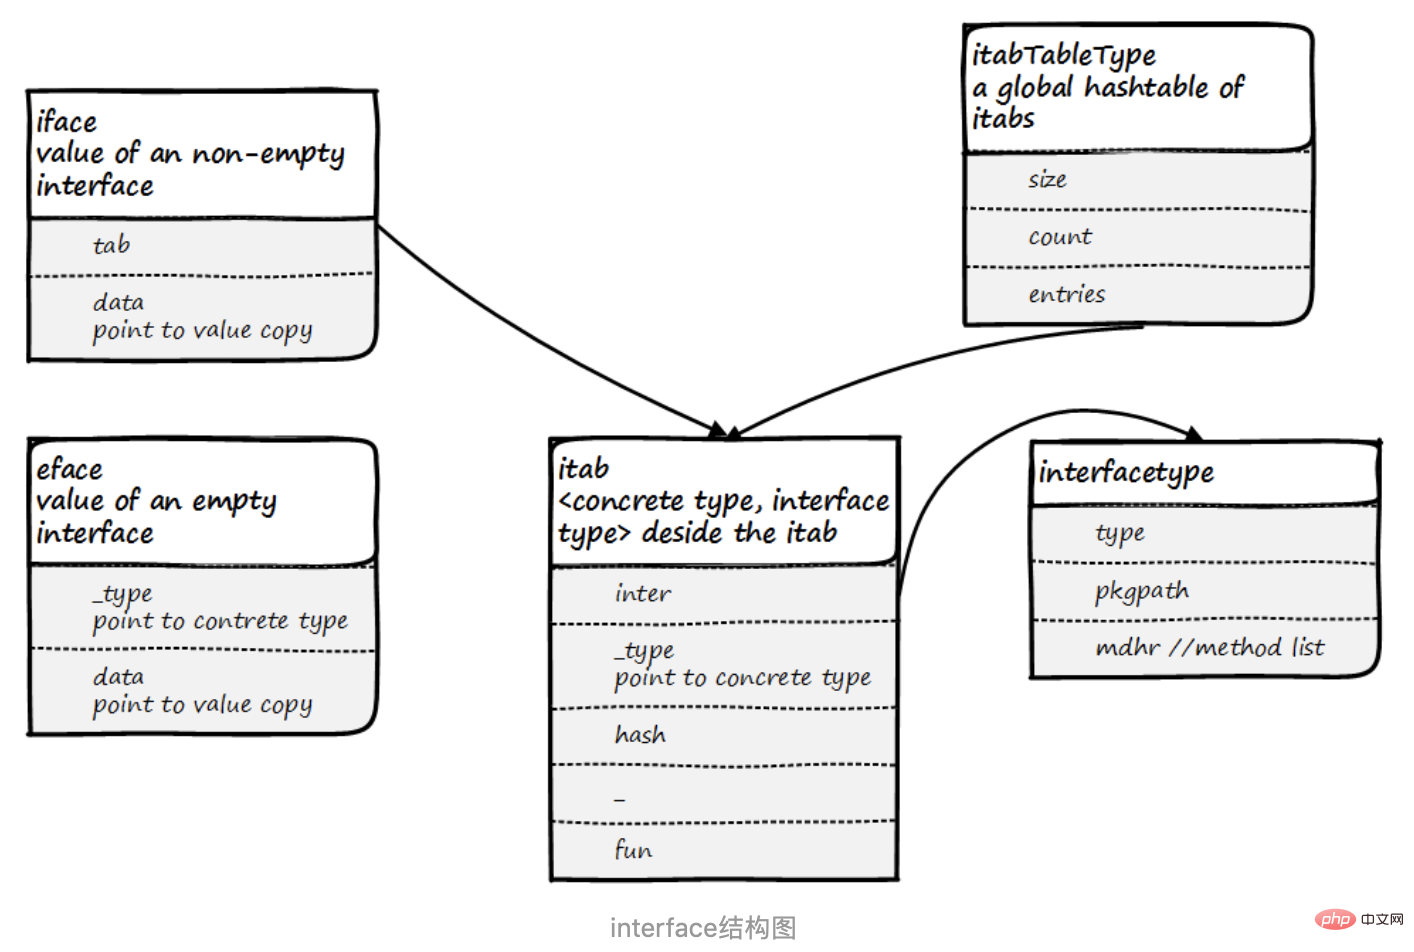 iface
value of an non-empty
interface
tab
data
point to value copy
itabTableType
a global hashtable of
itabs
size
count
entries
eface
value of an empty
interface
_type
point to contrete type
data
point to value copy
itab
<concrete type, interface
type> deside the itab
inter
_type
point to concrete type
hash
_
fun
interfacetype
type
pkgpath
mdhr //method list
interface结构图
php 中文网